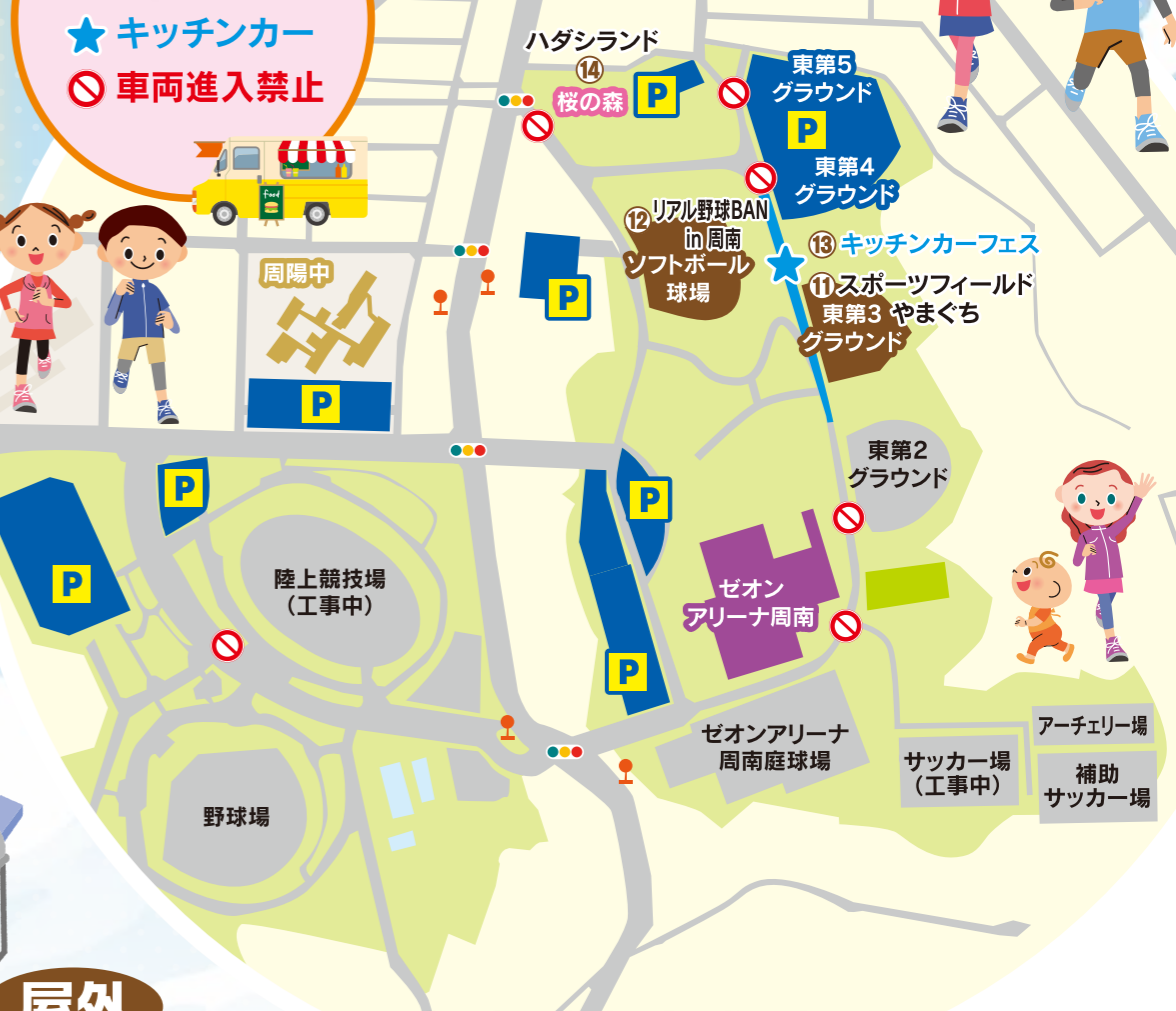 キッチンカー
車両進入禁止
food
ハダシランド
⑭
桜の森
P
東第5
グラウンド
P
東第4
グラウンド
⑫リアル野球BAN
in 周南
ソフトボール
球場
⑬キッチンカーフェス
⑪スポーツフィールド
やまぐち
東第3
グラウンド
周陽中
P
P
東第2
グラウンド
P
P
P
陸上競技場
（工事中）
ゼオン
アリーナ周南
P
ゼオンアリーナ
周南庭球場
サッカー場
（工事中）
アーチェリー場
補助
サッカー場
野球場
屋外